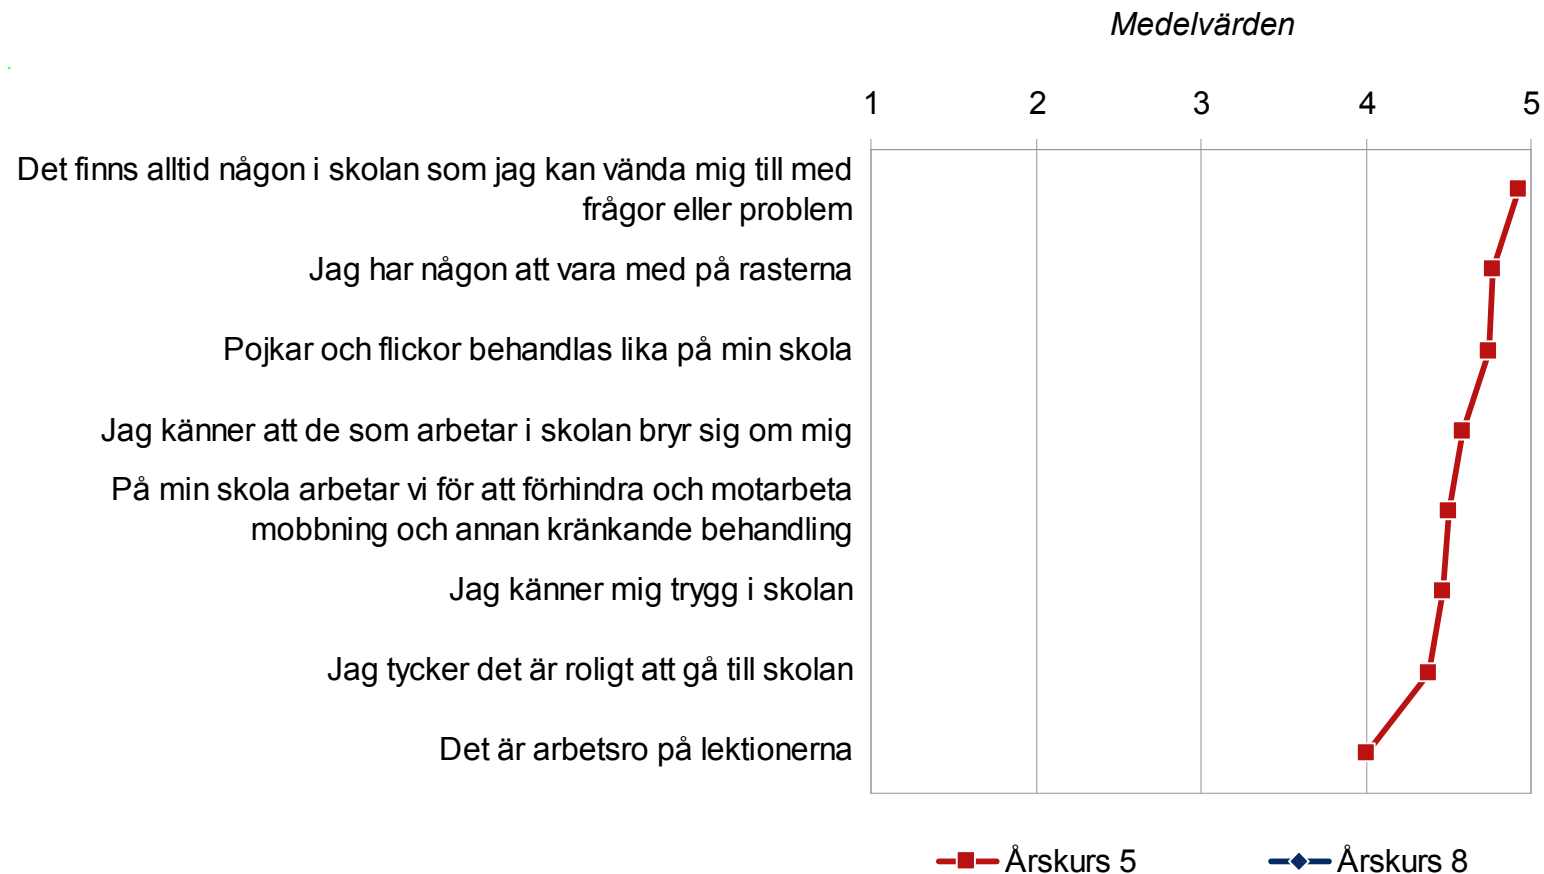 Medelvärden
1 2 3 4 5
Det finns alltid någon i skolan som jag kan vända mig till med
frågor eller problem
Jag har någon att vara med på rasterna
Pojkar och flickor behandlas lika på min skola
Jag känner att de som arbetar i skolan bryr sig om mig
På min skola arbetar vi för att förhindra och motarbeta
mobbning och annan kränkande behandling
Jag känner mig trygg i skolan
Jag tycker det är roligt att gå till skolan
Det är arbetsro på lektionerna
Årskurs 5 Årskurs 8